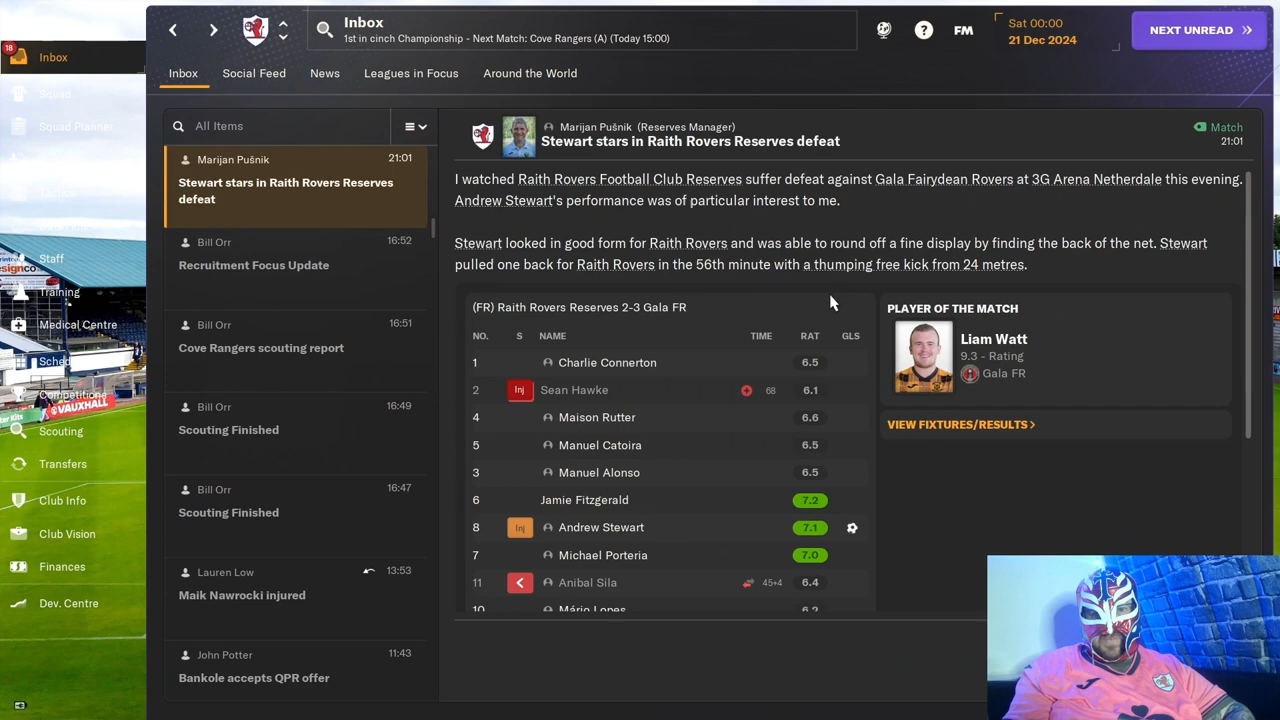 Inbox
1st in cinch Championship - Next Match: Cove Rangers (A) (Today 15:00)
FM
Sat 00:00
21 Dec 2024
NEXT UNREAD
18
Inbox
Squad
Squad Planner
Staff
Training
Medical Centre
Sched
Competitions
Scouting
Transfers
Club Info
Club Vision
Finances
Dev. Centre
Inbox
Social Feed
News
Leagues in Focus
Around the World
All Items
Marijan Pušnik
21:01
Stewart stars in Raith Rovers Reserves
defeat
Bill Orr
16:52
Recruitment Focus Update
Bill Orr
16:51
Cove Rangers scouting report
Bill Orr
16:49
Scouting Finished
Bill Orr
16:47
Scouting Finished
Lauren Low
13:53
Maik Nawrocki injured
John Potter
11:43
Bankole accepts QPR offer
Marijan Pušnik (Reserves Manager)
Stewart stars in Raith Rovers Reserves defeat
Match
21:01
I watched Raith Rovers Football Club Reserves suffer defeat against Gala Fairydean Rovers at 3G Arena Netherdale this evening.
Andrew Stewart's performance was of particular interest to me.
Stewart looked in good form for Raith Rovers and was able to round off a fine display by finding the back of the net. Stewart
pulled one back for Raith Rovers in the 56th minute with a thumping free kick from 24 metres.
(FR) Raith Rovers Reserves 2-3 Gala FR
NO. S NAME TIME RAT GLS
1 Charlie Connerton 6.5
2 Inj Sean Hawke 68 6.1
4 Maison Rutter 6.6
5 Manuel Catoira 6.5
3 Manuel Alonso 6.5
6 Jamie Fitzgerald 7.2
8 Inj Andrew Stewart 7.1
7 Michael Porteria 7.0
11 Anibal Sila 45+4 6.4
10 Mário Lopes 6.2
PLAYER OF THE MATCH
Liam Watt
9.3 - Rating
Gala FR
VIEW FIXTURES/RESULTS
VAUXHALL